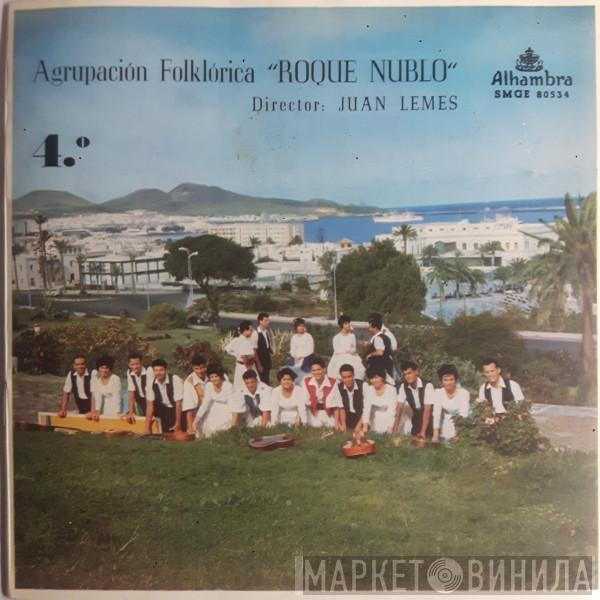 Agrupación Folklórica "ROQUE NUBLO"
Director: JUAN LEMES
Alhambra
SMGE 80534
4.º
МАРКЕТ ВИНИЛА